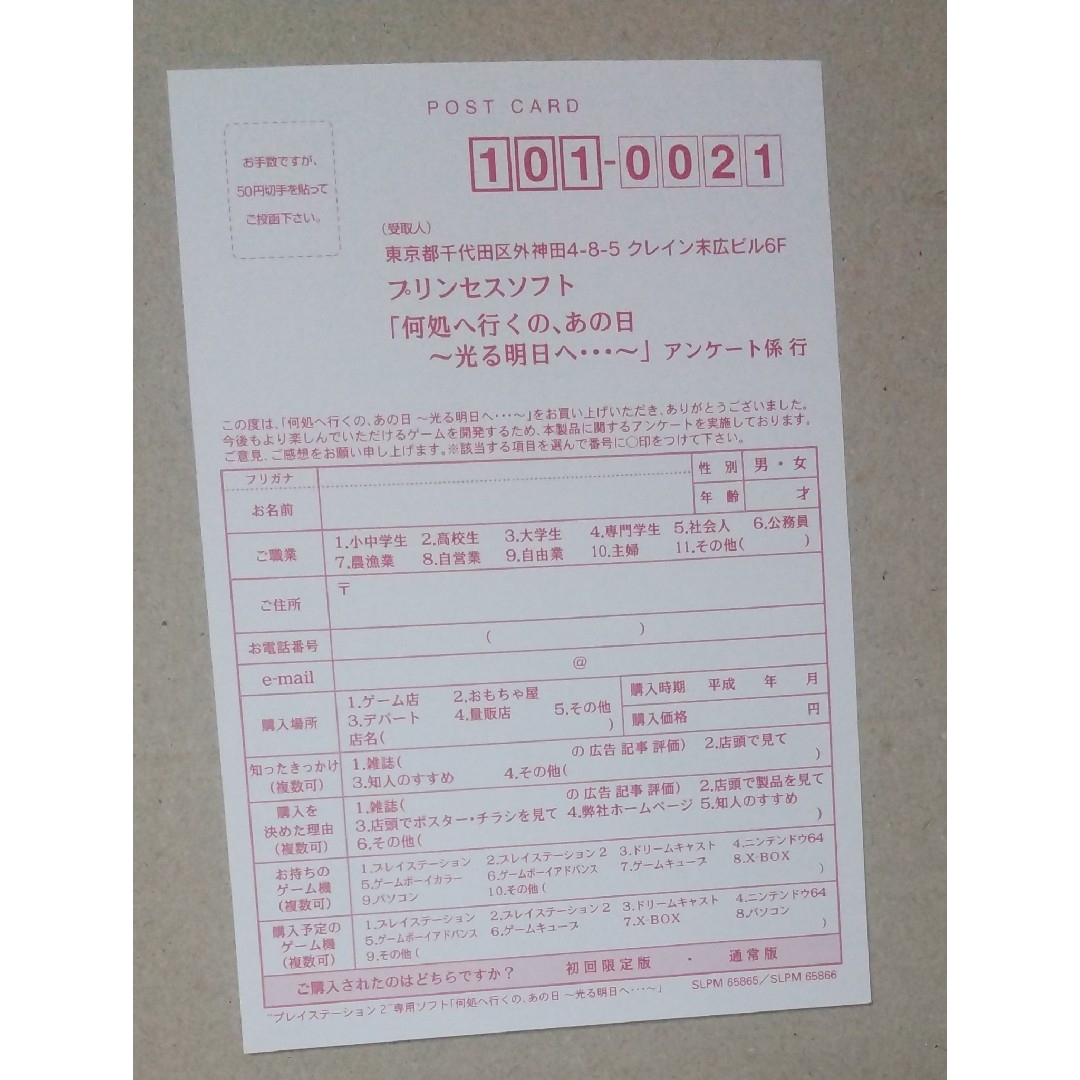 POST CARD
お手数ですが、
50円切手を貼って
ご投函下さい。
101-0021
(受取人)
東京都千代田区外神田4-8-5 クレイン末広ビル6F
プリンセスソフト
「何処へ行くの、あの日
～光る明日へ・・・～」 アンケート係 行
この度は、「何処へ行くの、あの日 ～光る明日へ・・・～」をお買い上げいただき、ありがとうございました。
今後もより楽しんでいただけるゲームを開発するため、本製品に関するアンケートを実施しております。
ご意見、ご感想をお願い申し上げます。※該当する項目を選んで番号に○印をつけて下さい。
フリガナ
お名前
性 別 男・女
年 齢 才
ご職業
1.小中学生 2.高校生 3.大学生 4.専門学生 5.社会人 6.公務員
7.農漁業 8.自営業 9.自由業 10.主婦 11.その他( )
ご住所 〒
お電話番号 ( )
e-mail @
購入場所
1.ゲーム店 2.おもちゃ屋
3.デパート 4.量販店 5.その他
店名( )
購入時期 平成 年 月
購入価格 円
知ったきっかけ
(複数可)
1.雑誌( の 広告 記事 評価) 2.店頭で見て
3.知人のすすめ 4.その他( )
購入を
決めた理由
(複数可)
1.雑誌( の 広告 記事 評価) 2.店頭で製品を見て
3.店頭でポスター・チラシを見て 4.弊社ホームページ 5.知人のすすめ
6.その他( )
お持ちの
ゲーム機
(複数可)
1.プレイステーション 2.プレイステーション2 3.ドリームキャスト 4.ニンテンドウ64
5.ゲームボーイカラー 6.ゲームボーイアドバンス 7.ゲームキューブ 8.X-BOX
9.パソコン 10.その他( )
購入予定の
ゲーム機
(複数可)
1.プレイステーション 2.プレイステーション2 3.ドリームキャスト 4.ニンテンドウ64
5.ゲームボーイアドバンス 6.ゲームキューブ 7.X-BOX 8.パソコン
9.その他( )
ご購入されたのはどちらですか？ 初回限定版 ・ 通常版
"プレイステーション2"専用ソフト「何処へ行くの、あの日 ～光る明日へ・・・～」 SLPM 65865／SLPM 65866